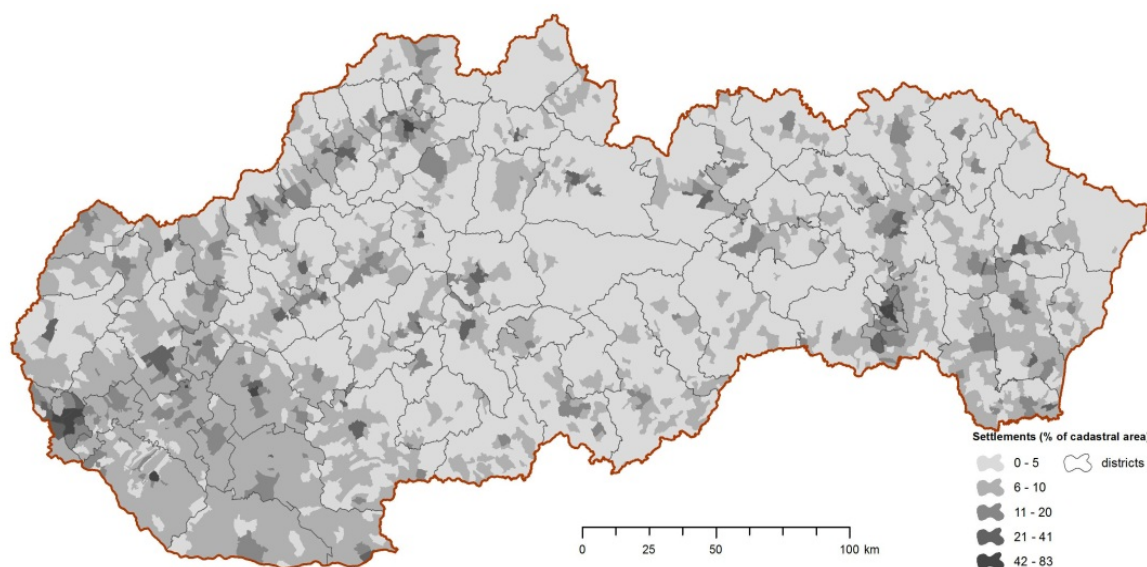 Settlements (% of cadastral area)
0 - 5
districts
6 - 10
11 - 20
21 - 41
42 - 83
0 25 50 100 km